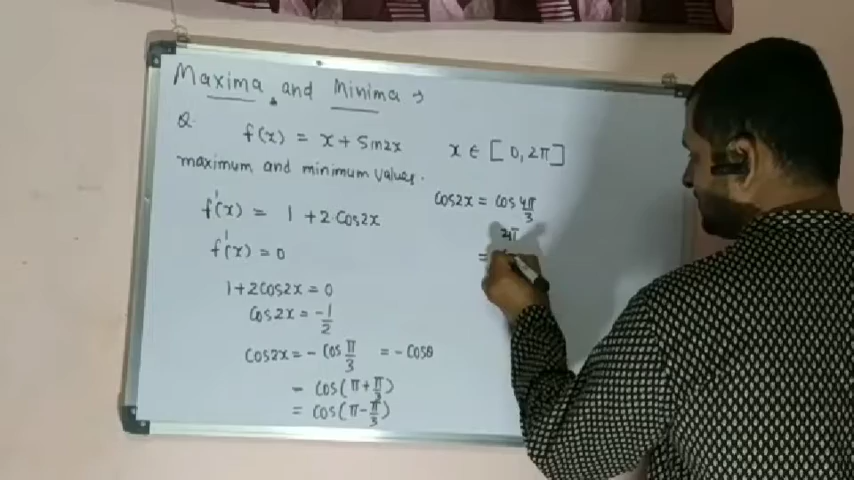 Maxima and Minima →
Q. f(x) = x + Sin2x x ∈ [0, 2π]
maximum and minimum values.
f'(x) = 1 + 2 Cos2x
f'(x) = 0
1 + 2Cos2x = 0
Cos2x = -1/2
Cos2x = - Cos π/3 = - Cosθ
= Cos(π + π/3)
= Cos(π - π/3)
Cos2x = Cos 4π/3
=